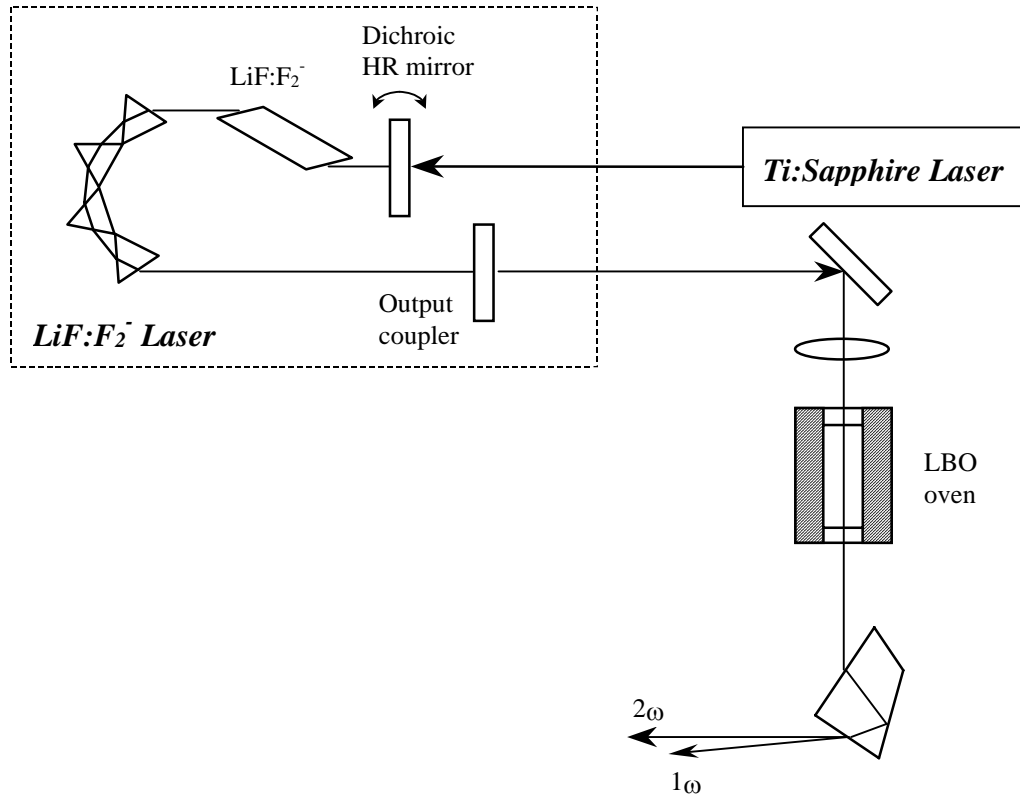 Dichroic
HR mirror
LiF:F₂⁻
Ti:Sapphire Laser
Output
coupler
LiF:F₂⁻ Laser
LBO
oven
2ω
1ω